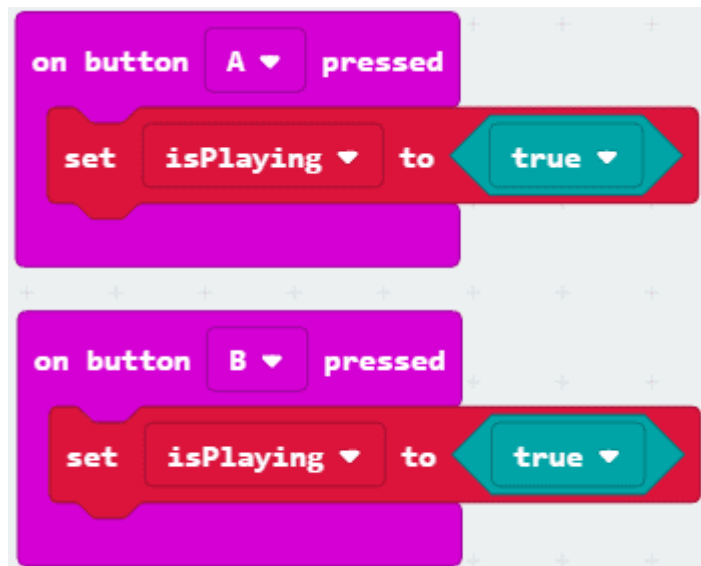 on button A pressed
set isPlaying to true
on button B pressed
set isPlaying to true